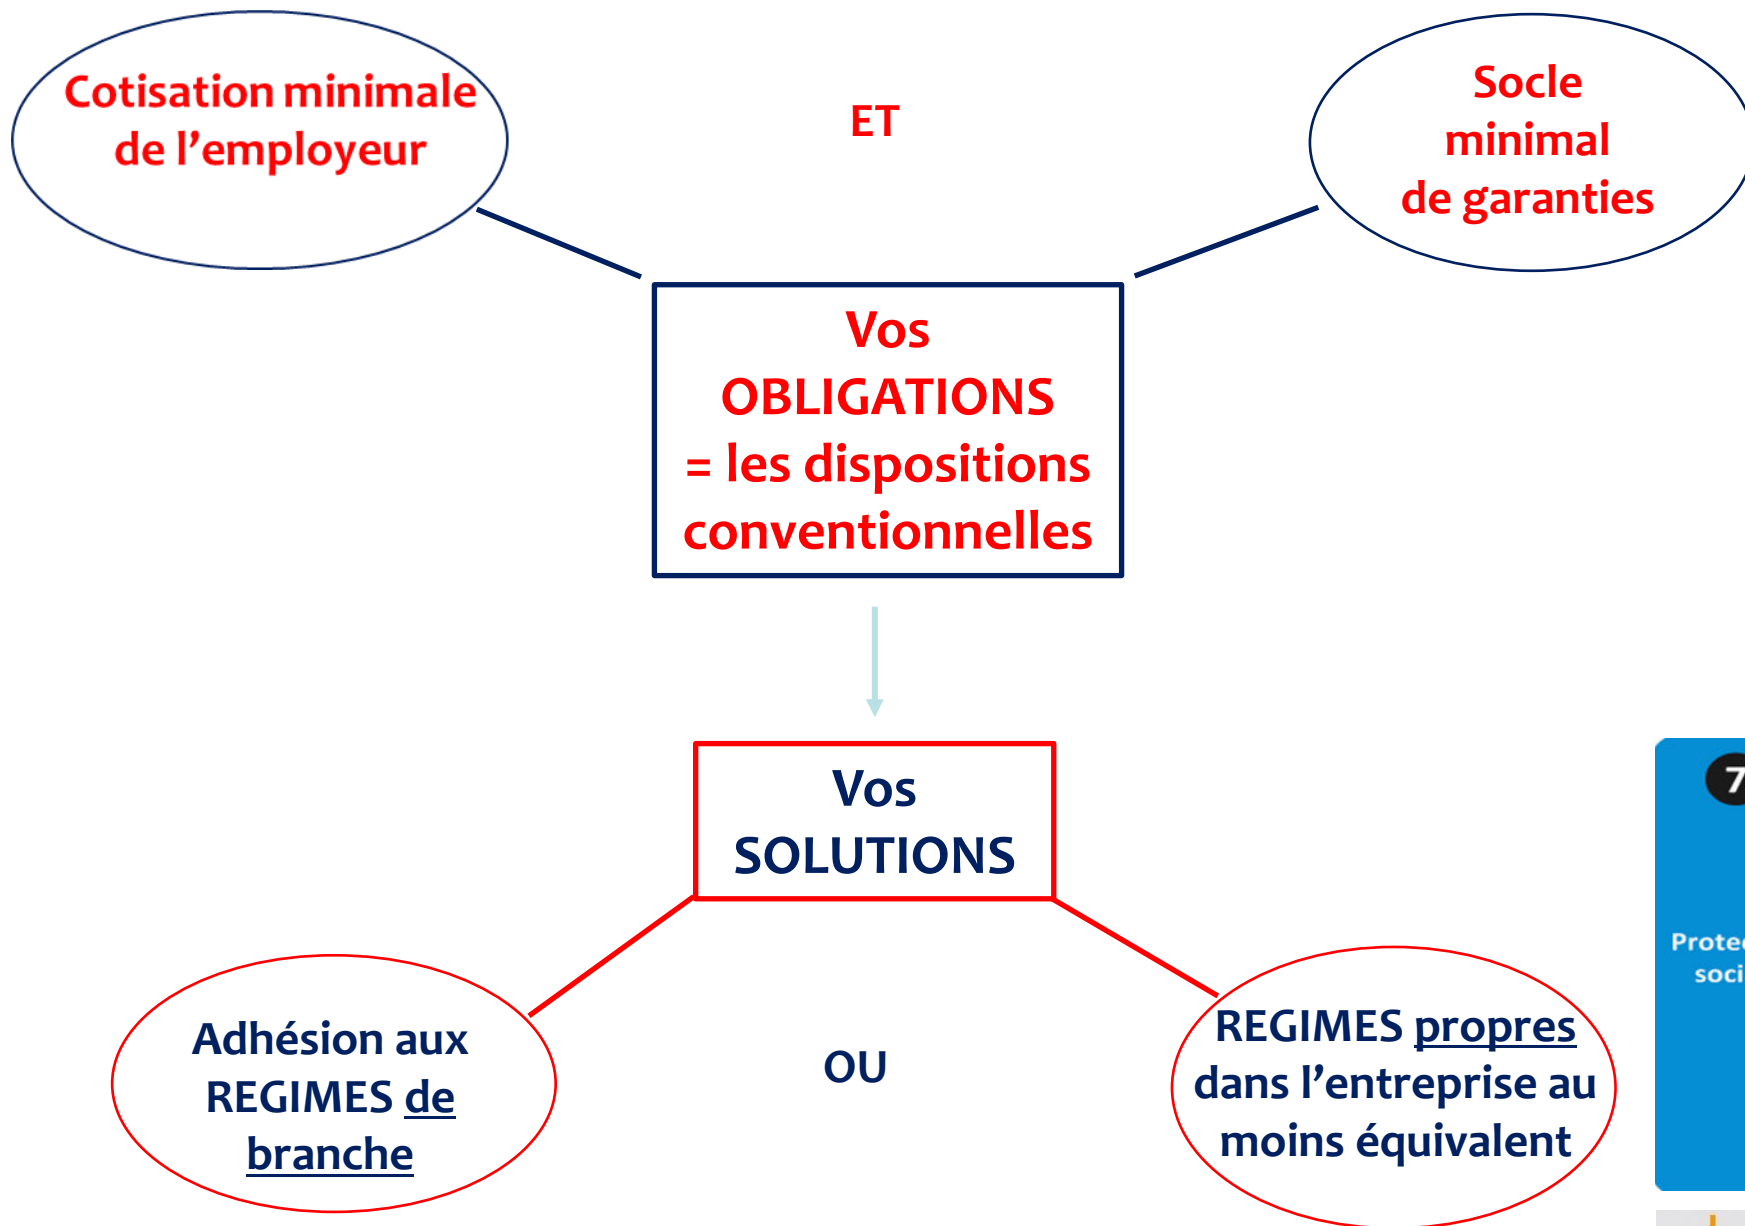 Cotisation minimale
de l'employeur
ET
Socle
minimal
de garanties
Vos
OBLIGATIONS
= les dispositions
conventionnelles
Vos
SOLUTIONS
Adhésion aux
REGIMES de
branche
OU
REGIMES propres
dans l'entreprise au
moins équivalent
7